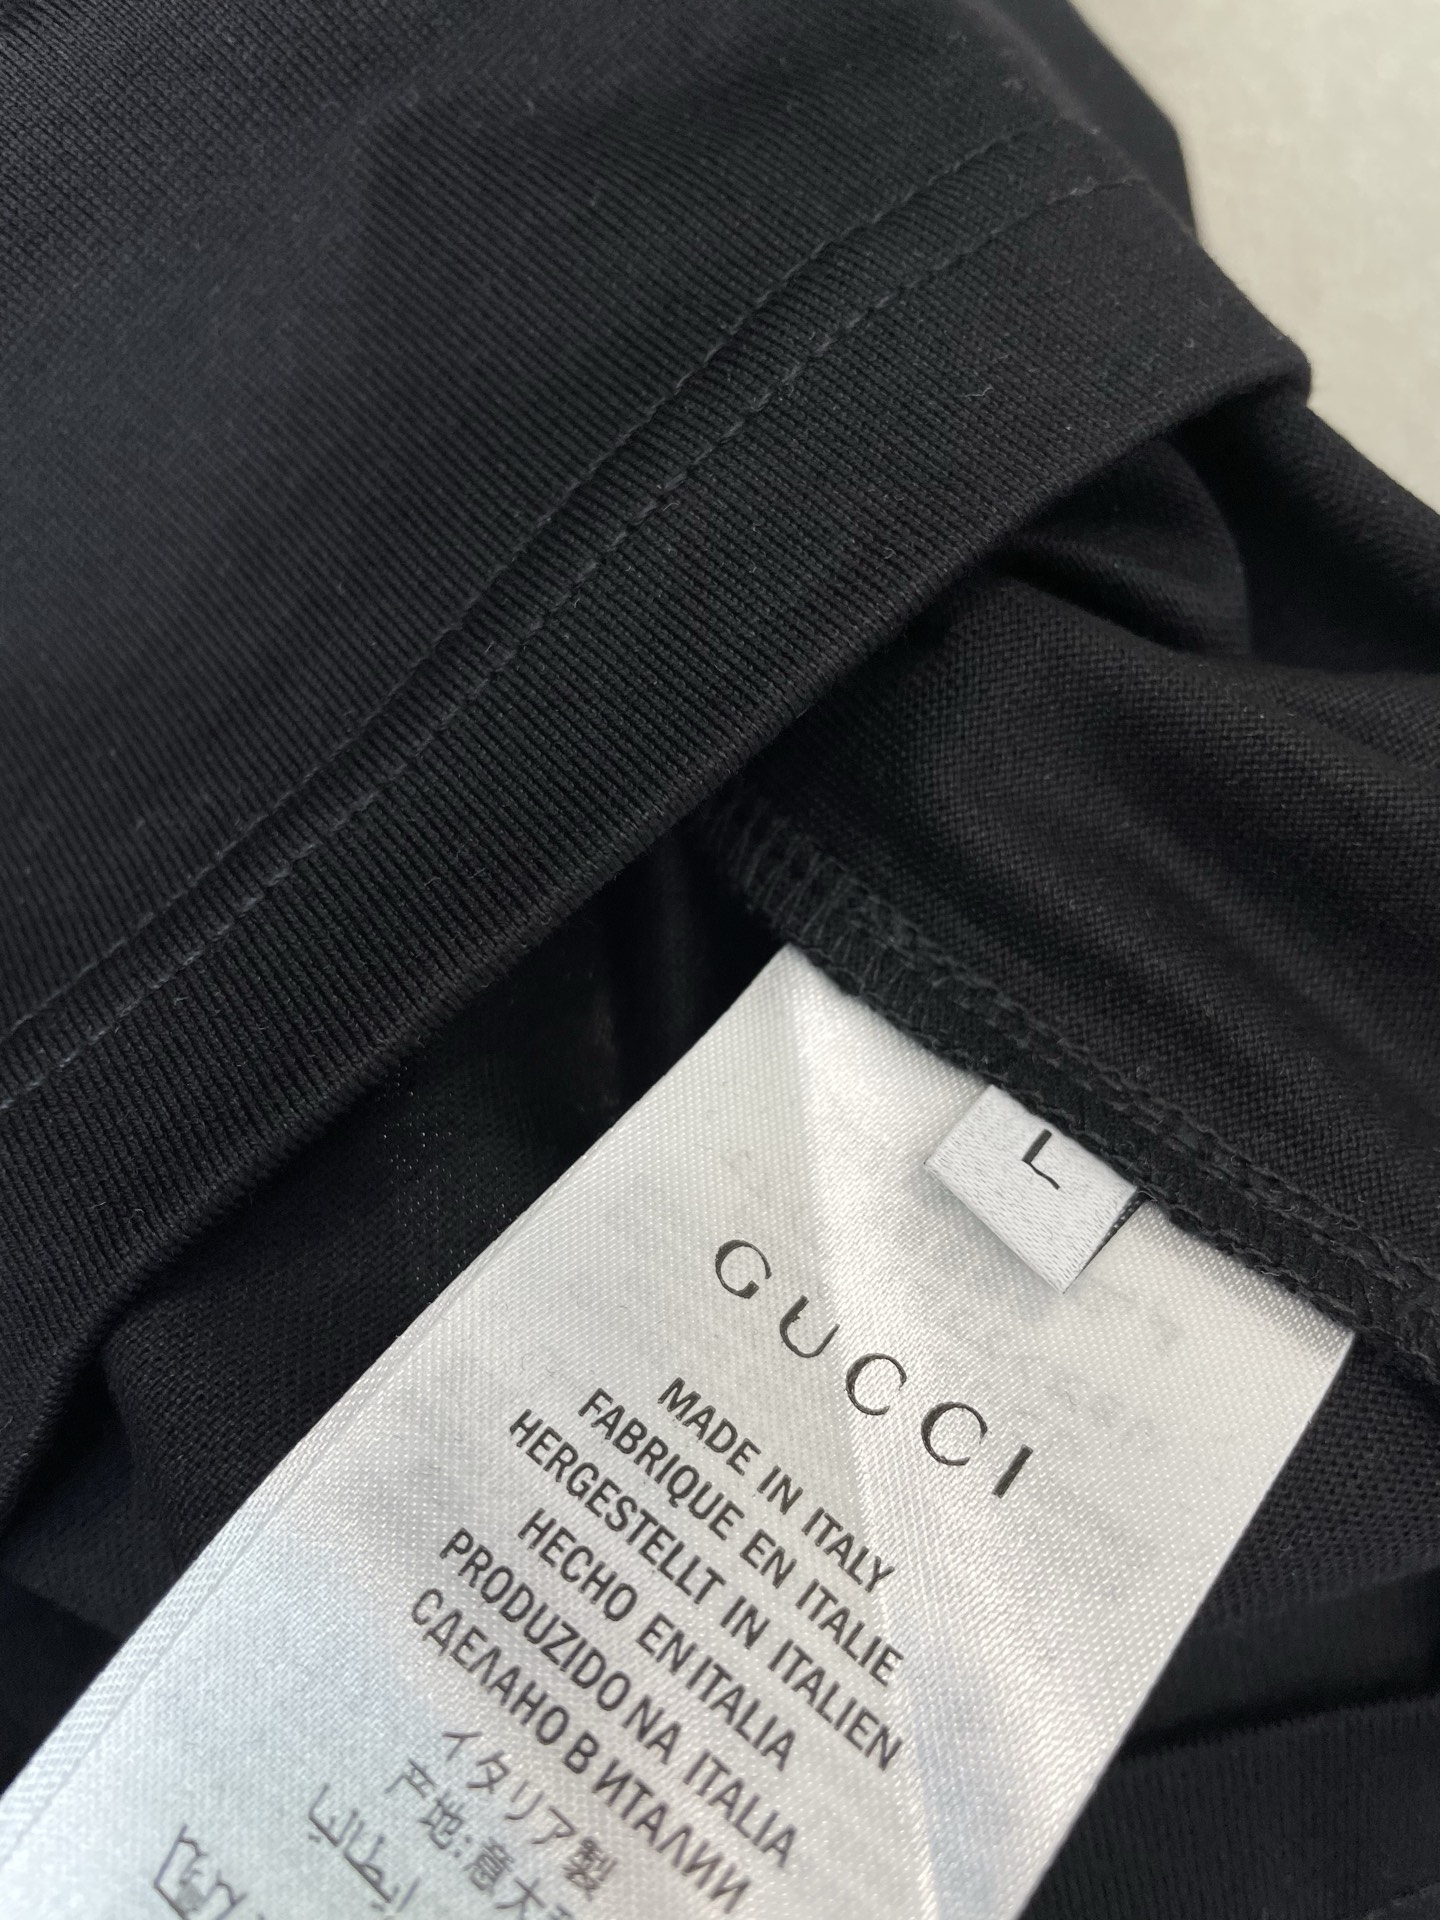 L
GUCCI
MADE IN ITALY
FABRIQUE EN ITALIE
HERGESTELLT IN ITALIEN
HECHO EN ITALIA
PRODUZIDO NA ITALIA
СДЕЛАНО В ИТАЛИИ
イタリア製
产地:意大